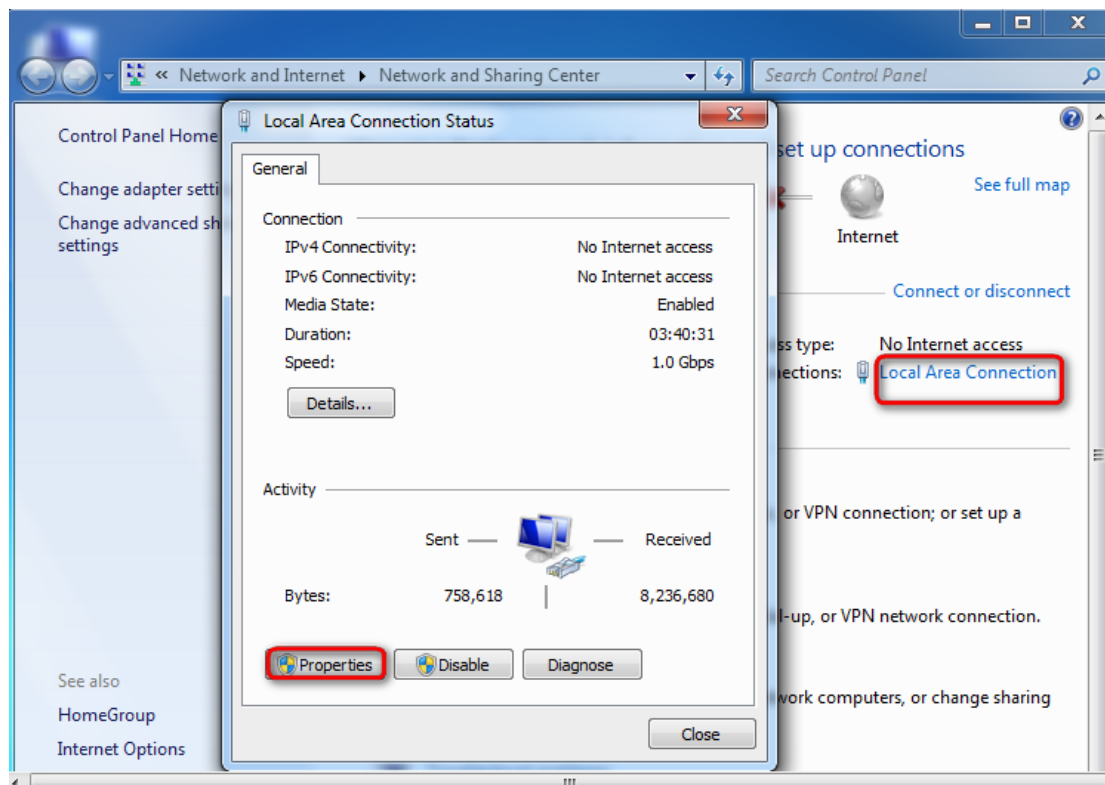 « Network and Internet ▸ Network and Sharing Center
Search Control Panel
Control Panel Home
Change adapter setti
Change advanced sh
settings
See also
HomeGroup
Internet Options
Local Area Connection Status
General
Connection
IPv4 Connectivity: No Internet access
IPv6 Connectivity: No Internet access
Media State: Enabled
Duration: 03:40:31
Speed: 1.0 Gbps
Details...
Activity
Sent Received
Bytes: 758,618 8,236,680
Properties Disable Diagnose
Close
set up connections
See full map
Internet
Connect or disconnect
ss type: No Internet access
nections: Local Area Connection
or VPN connection; or set up a
l-up, or VPN network connection.
work computers, or change sharing